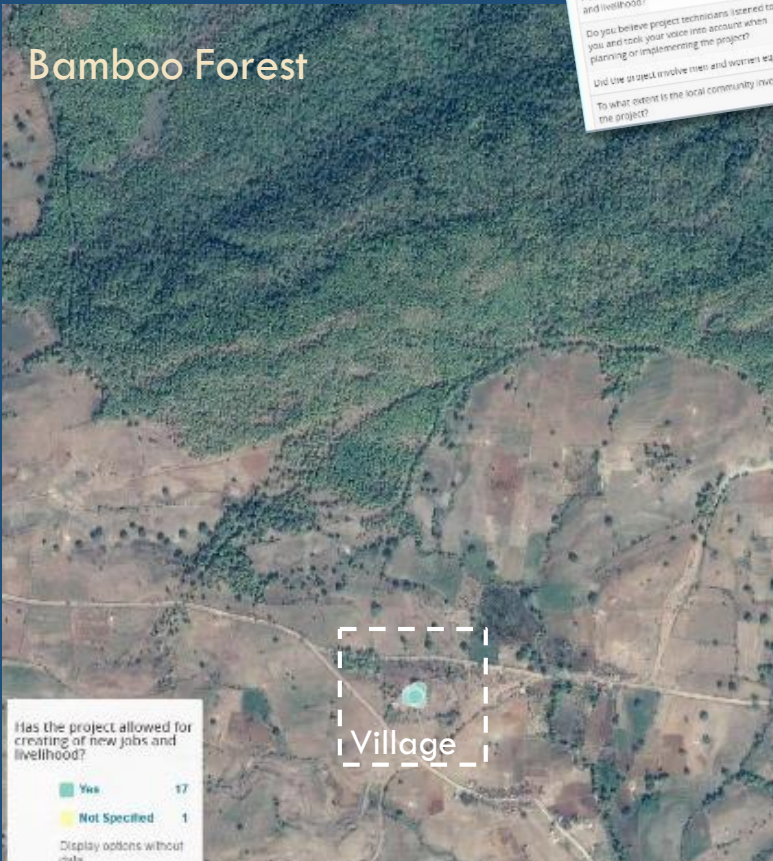 and livelihood?
Do you believe project technicians listened to
you and took your voice into account when
planning or implementing the project?
Did the project involve men and women
To what extent is the local community
the project?
Bamboo Forest
Village
Has the project allowed for
creating of new jobs and
livelihood?
Yes 17
Not Specified 1
Display options without
data